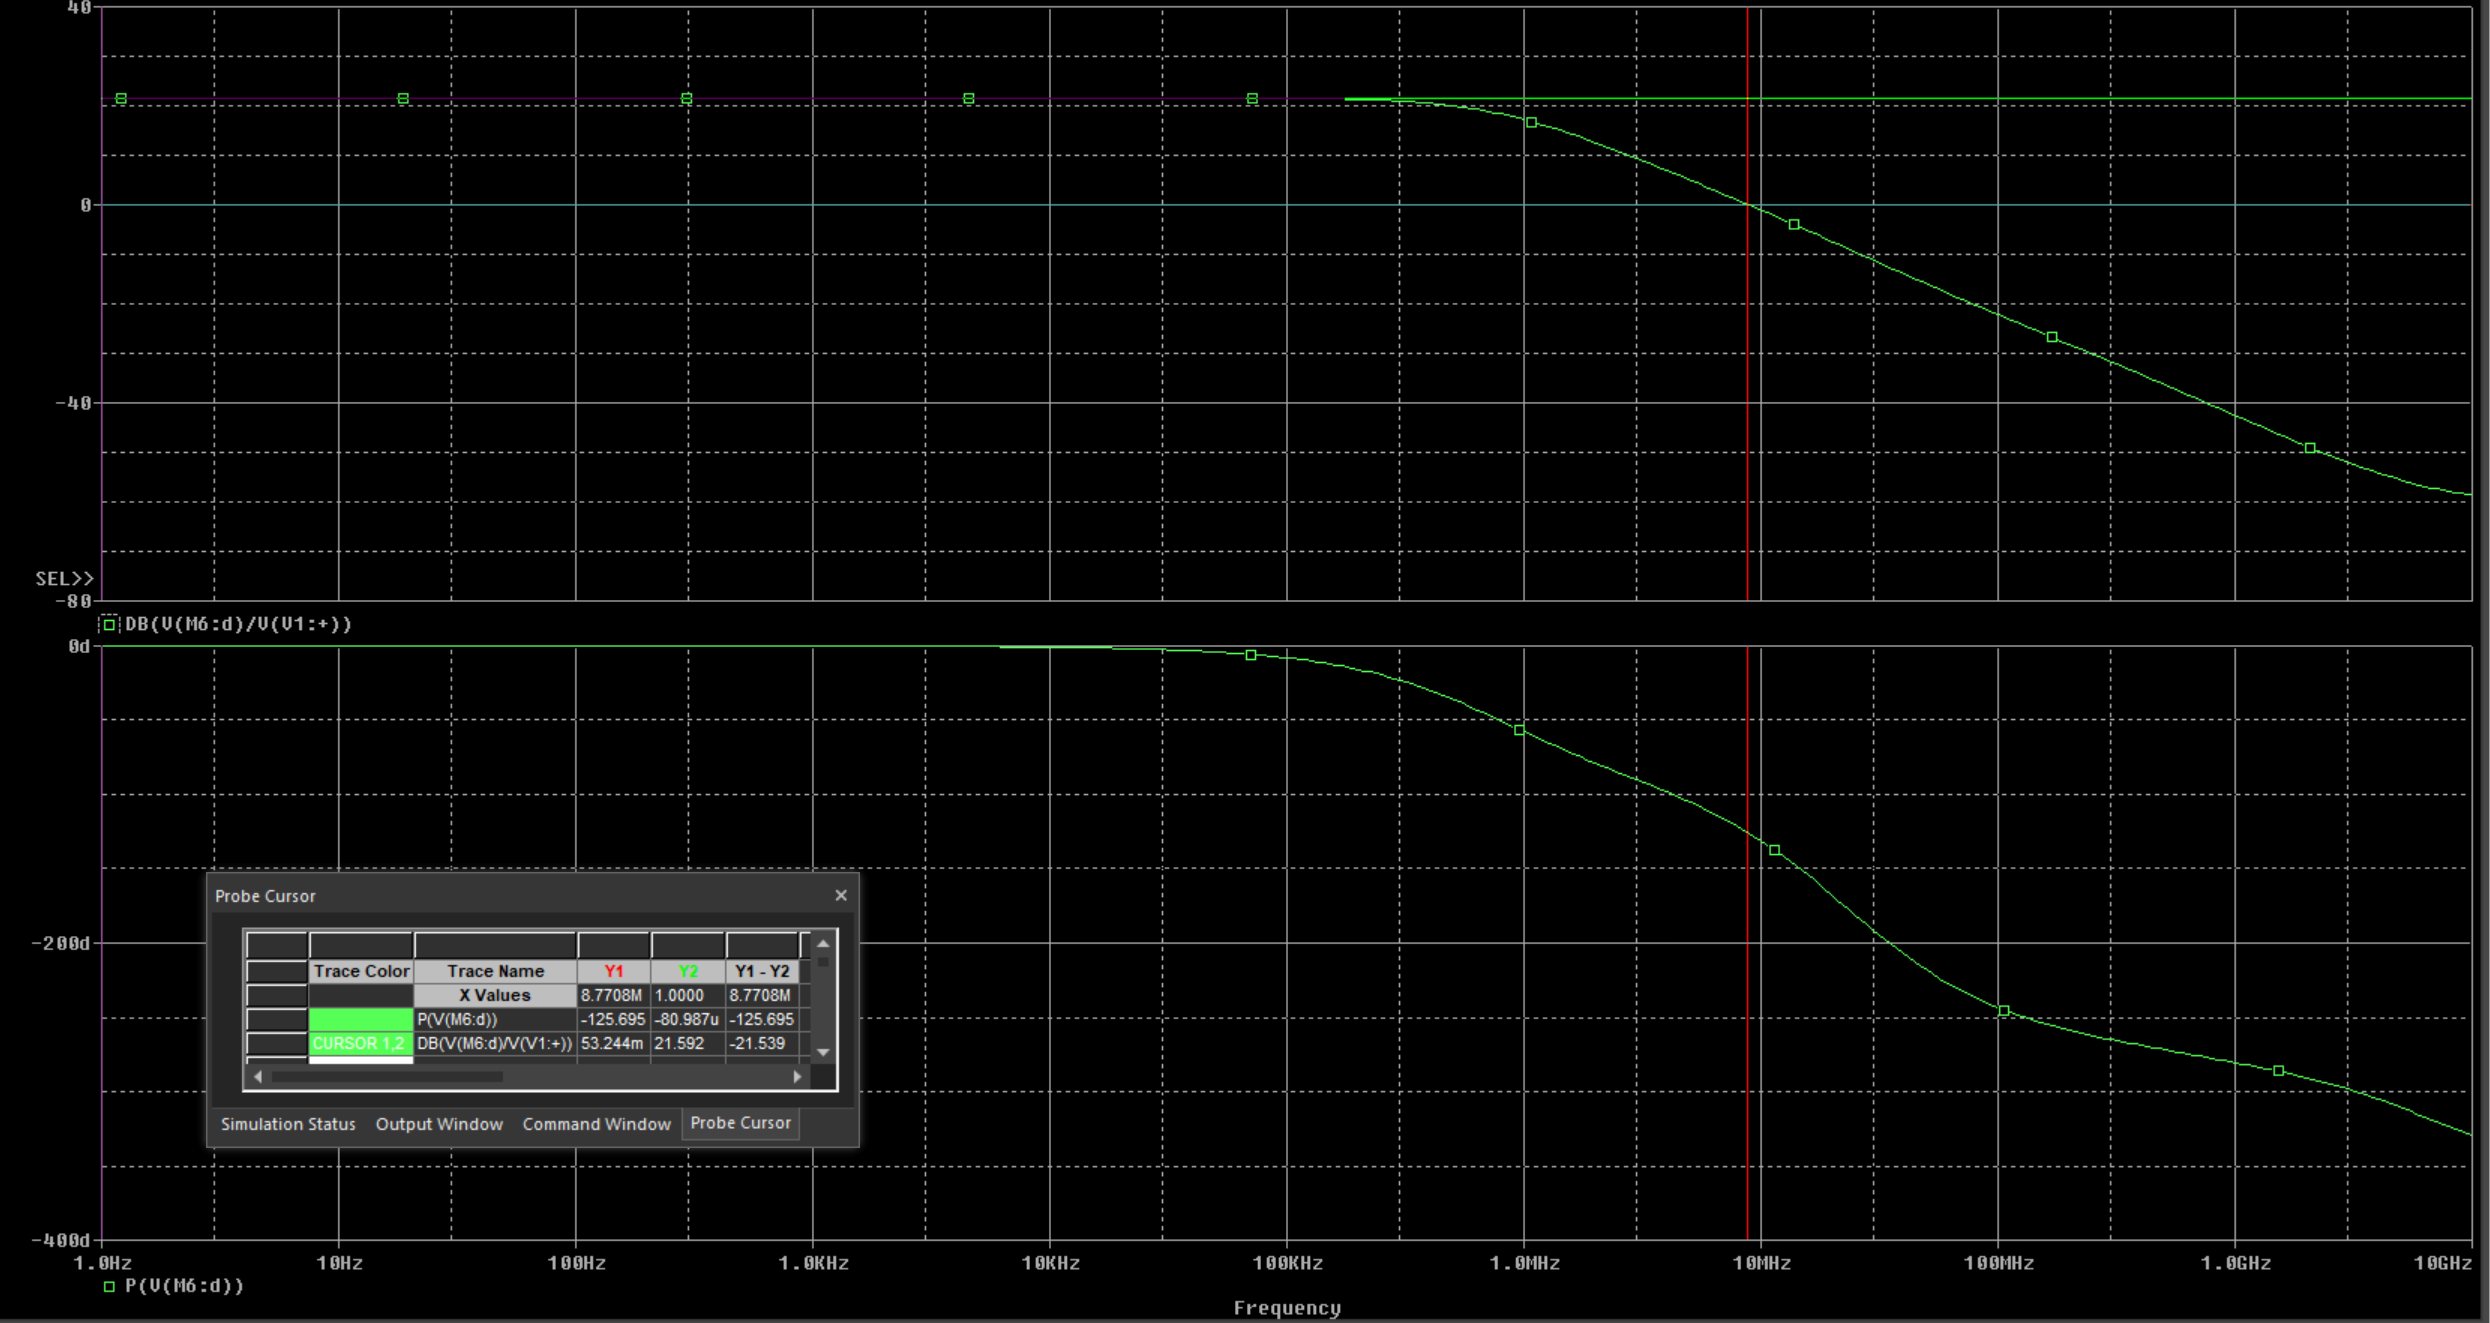 40
0
-40
SEL>>
-80
DB(V(M6:d)/V(V1:+))
0d
-200d
-400d
Probe Cursor
Trace Color Trace Name Y1 Y2 Y1 - Y2
X Values 8.7708M 1.0000 8.7708M
P(V(M6:d)) -125.695 -80.987u -125.695
CURSOR 1,2 DB(V(M6:d)/V(V1:+)) 53.244m 21.592 -21.539
Simulation Status Output Window Command Window Probe Cursor
1.0Hz 10Hz 100Hz 1.0KHz 10KHz 100KHz 1.0MHz 10MHz 100MHz 1.0GHz 10GHz
P(V(M6:d))
Frequency